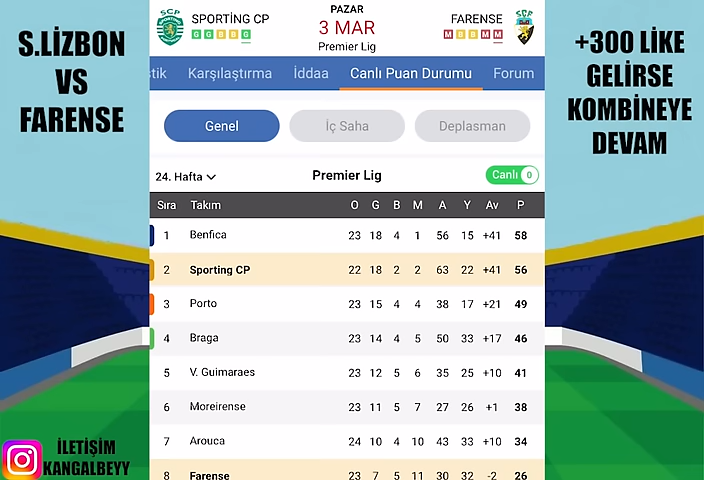 S.LİZBON
VS
FARENSE
SCP
SPORTING
SPORTİNG CP
G G B B G
PAZAR
3 MAR
Premier Lig
FARENSE
M B B M M
+300 LİKE
GELİRSE
KOMBİNEYE
DEVAM
tik Karşılaştırma İddaa Canlı Puan Durumu Forum
Genel İç Saha Deplasman
24. Hafta Premier Lig Canlı 0
Sıra Takım O G B M A Y Av P
1 Benfica 23 18 4 1 56 15 +41 58
2 Sporting CP 22 18 2 2 63 22 +41 56
3 Porto 23 15 4 4 38 17 +21 49
4 Braga 23 14 4 5 50 33 +17 46
5 V. Guimaraes 23 12 5 6 35 25 +10 41
6 Moreirense 23 11 5 7 27 26 +1 38
7 Arouca 24 10 4 10 43 33 +10 34
8 Farense 23 7 5 11 30 32 -2 26
İLETİŞİM
KANGALBEYY